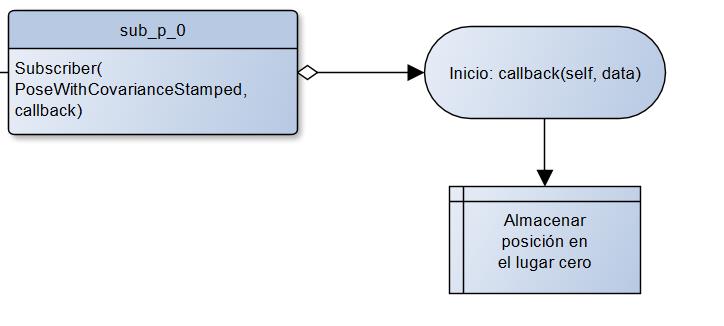 sub_p_0
Subscriber(
PoseWithCovarianceStamped,
callback)
Inicio: callback(self, data)
Almacenar
posición en
el lugar cero